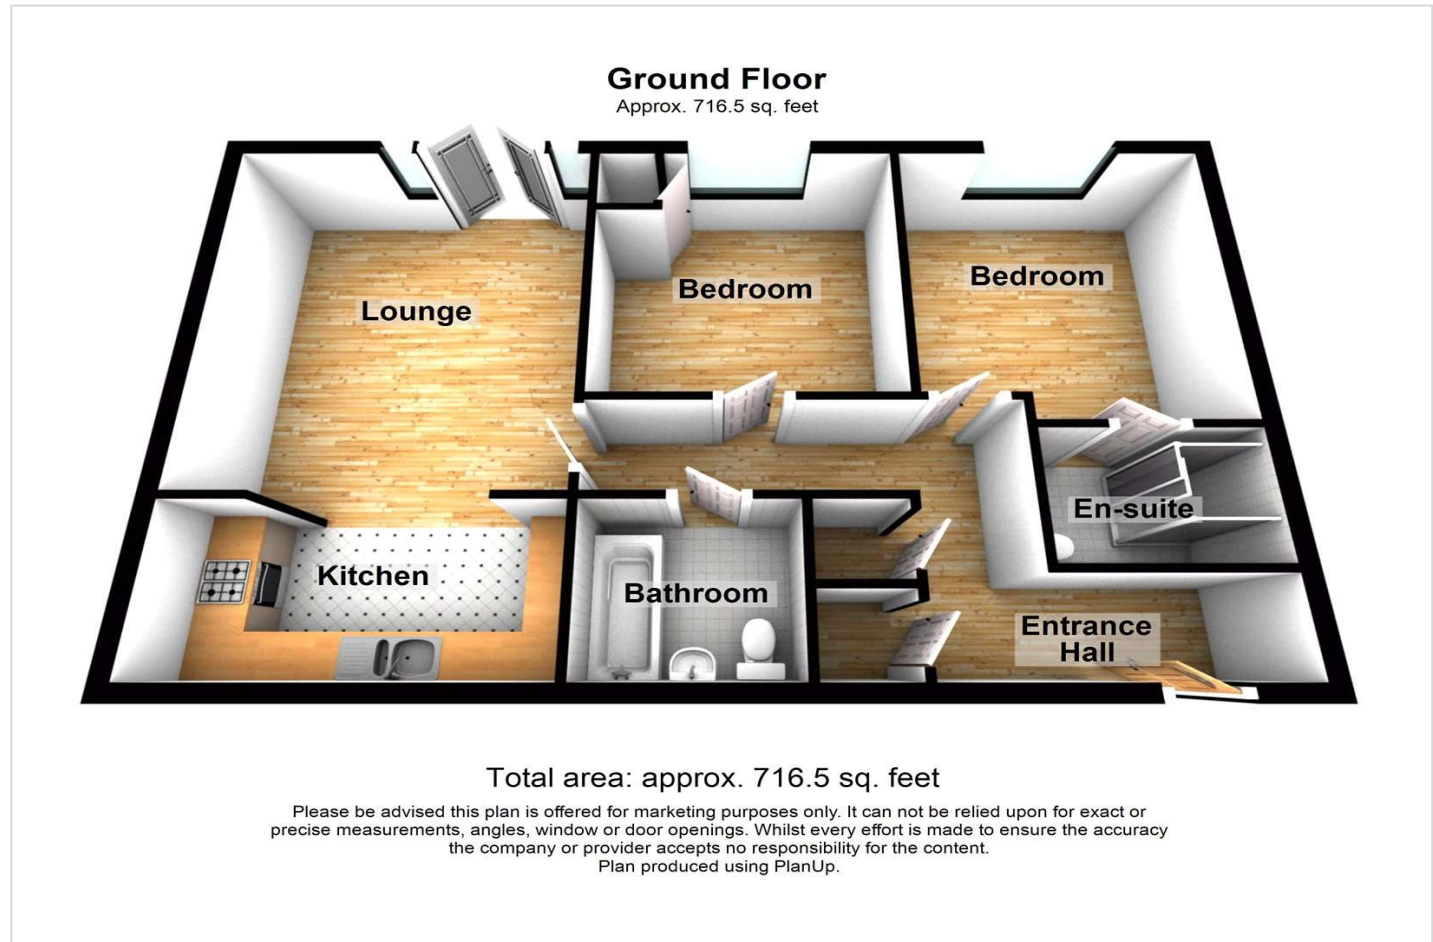 Ground Floor
Approx. 716.5 sq. feet
Lounge
Bedroom
Bedroom
Kitchen
Bathroom
En-suite
Entrance
Hall
Total area: approx. 716.5 sq. feet
Please be advised this plan is offered for marketing purposes only. It can not be relied upon for exact or
precise measurements, angles, window or door openings. Whilst every effort is made to ensure the accuracy
the company or provider accepts no responsibility for the content.
Plan produced using PlanUp.